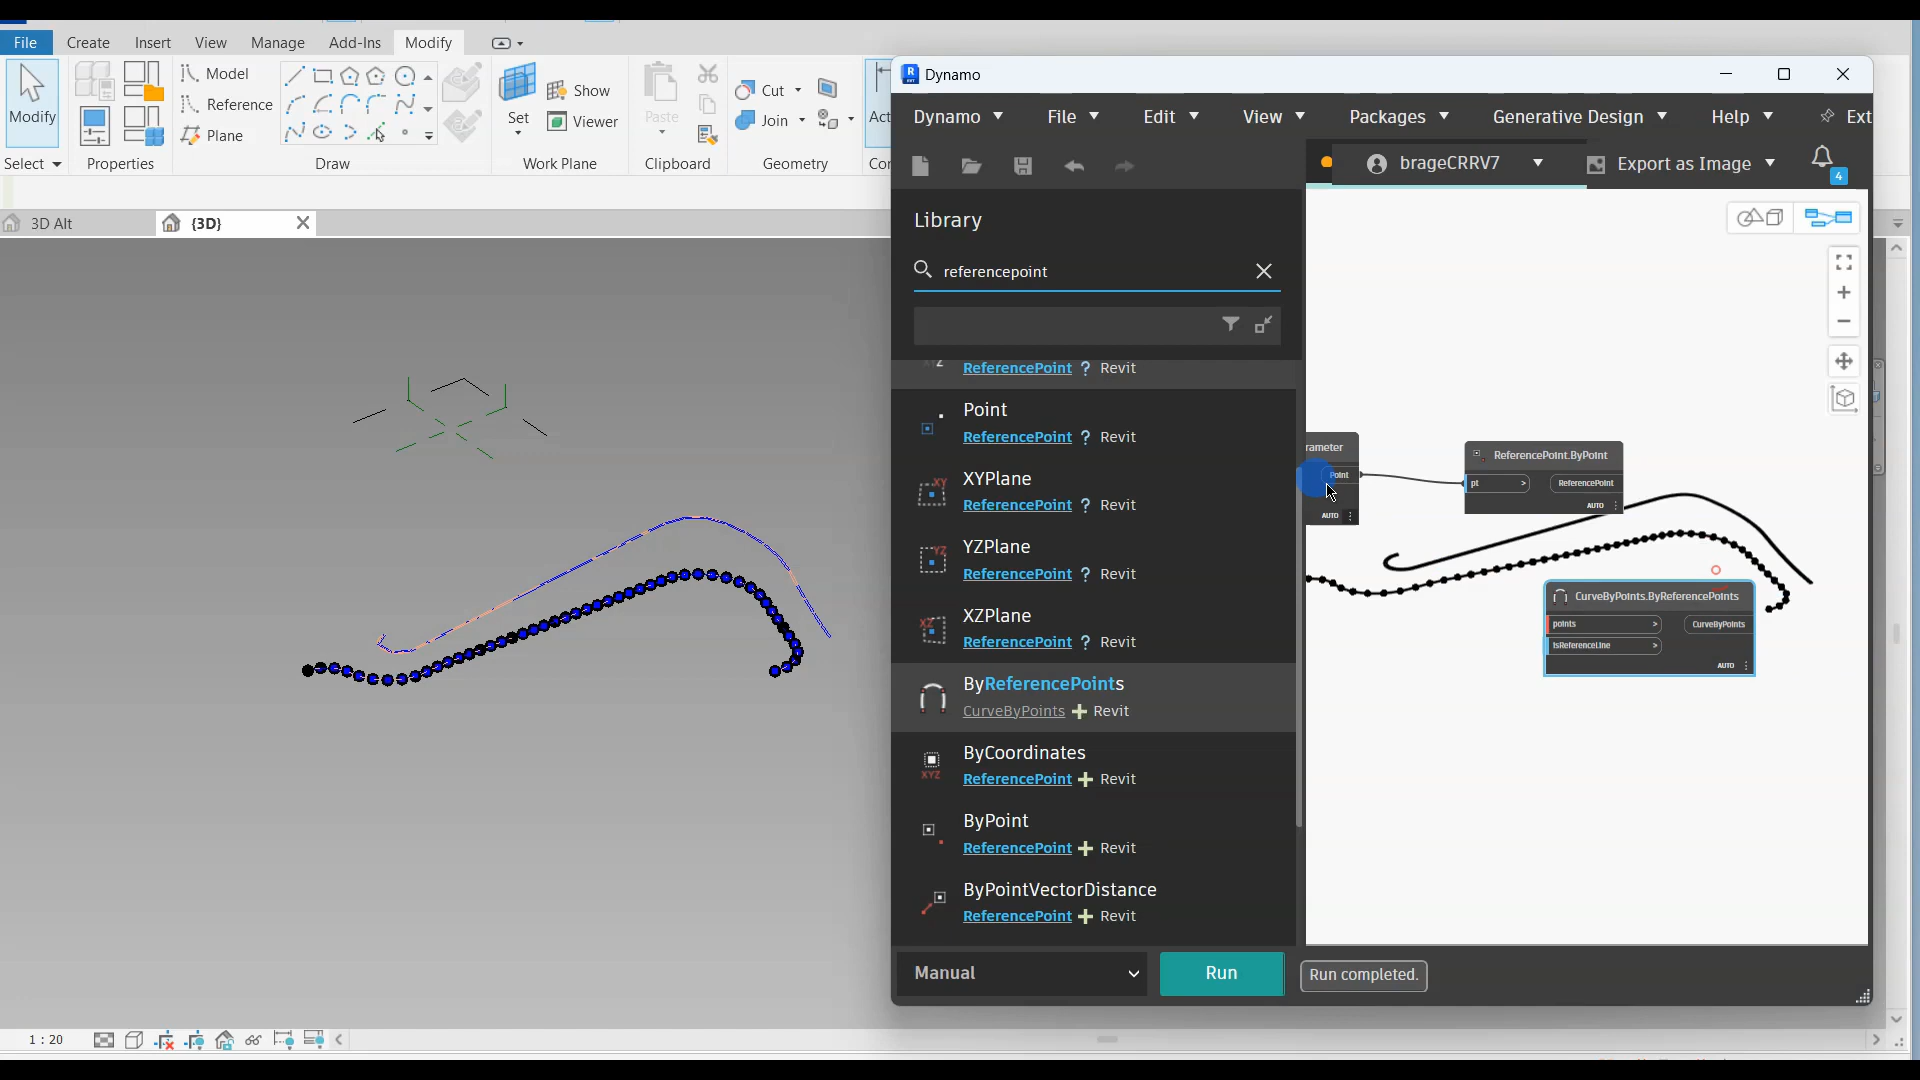 File Create Insert View Manage Add-Ins Modify
Modify
Select
Properties
Model
Reference
Plane
Draw
Set
Show
Viewer
Work Plane
Paste
Clipboard
Cut
Join
Geometry
3D Alt
{3D}
Dynamo
Dynamo File Edit View Packages Generative Design Help Ext
brageCRRV7
Export as Image
4
Library
referencepoint
ReferencePoint ? Revit
Point
ReferencePoint ? Revit
XYPlane
ReferencePoint ? Revit
YZPlane
ReferencePoint ? Revit
XZPlane
ReferencePoint ? Revit
ByReferencePoints
CurveByPoints + Revit
ByCoordinates
ReferencePoint + Revit
ByPoint
ReferencePoint + Revit
ByPointVectorDistance
ReferencePoint + Revit
rameter
Point
AUTO
ReferencePoint.ByPoint
pt > ReferencePoint
AUTO
CurveByPoints.ByReferencePoints
points > CurveByPoints
isReferenceLine >
AUTO
Manual
Run
Run completed.
1 : 20